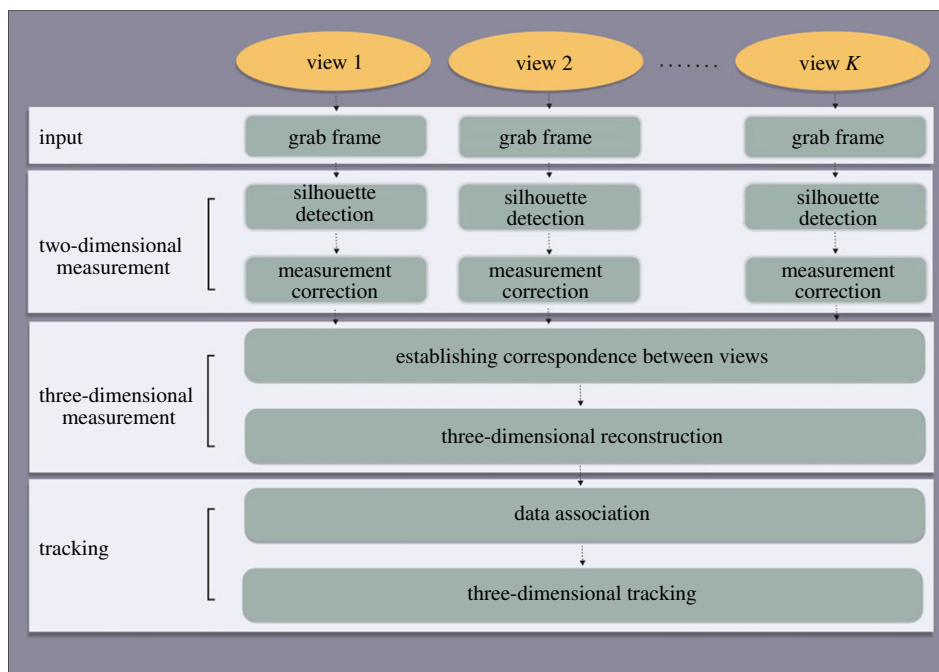 view 1
view 2
.......
view K
input
grab frame
grab frame
grab frame
two-dimensional
measurement
silhouette
detection
silhouette
detection
silhouette
detection
measurement
correction
measurement
correction
measurement
correction
three-dimensional
measurement
establishing correspondence between views
three-dimensional reconstruction
tracking
data association
three-dimensional tracking